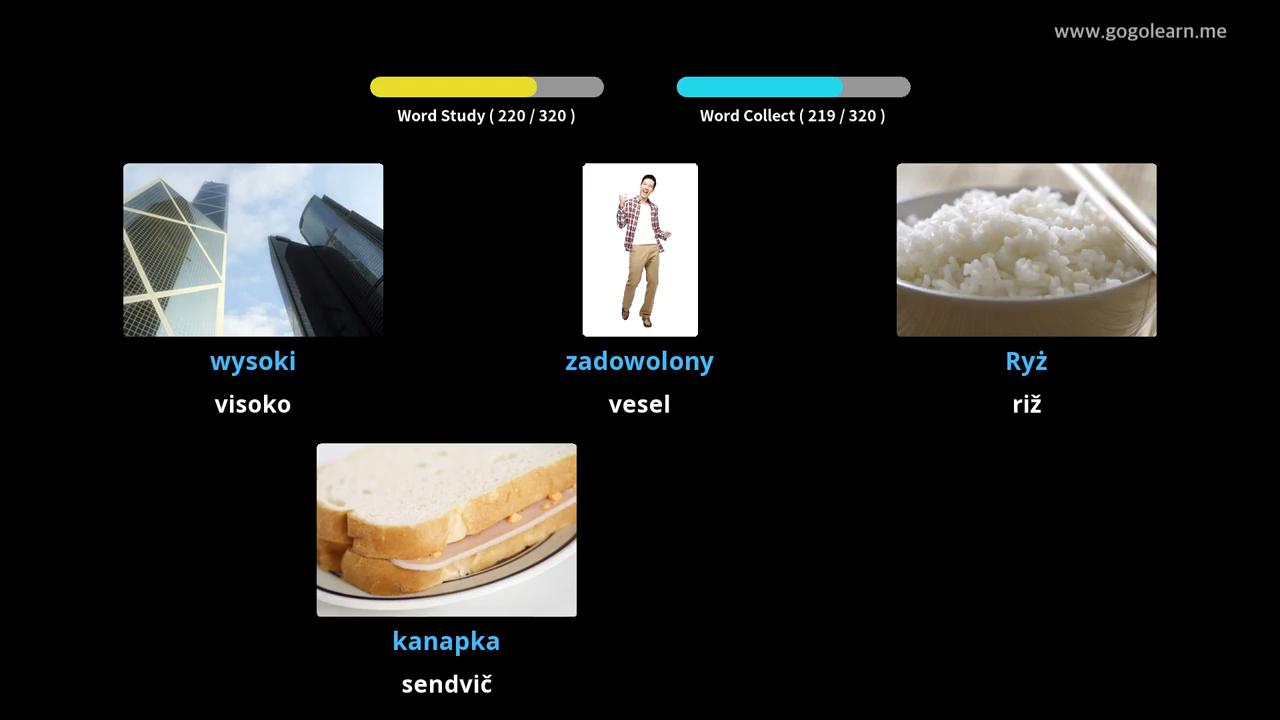 www.gogolearn.me
Word Study ( 220 / 320 )
Word Collect ( 219 / 320 )
wysoki
visoko
zadowolony
vesel
Ryż
riž
kanapka
sendvič